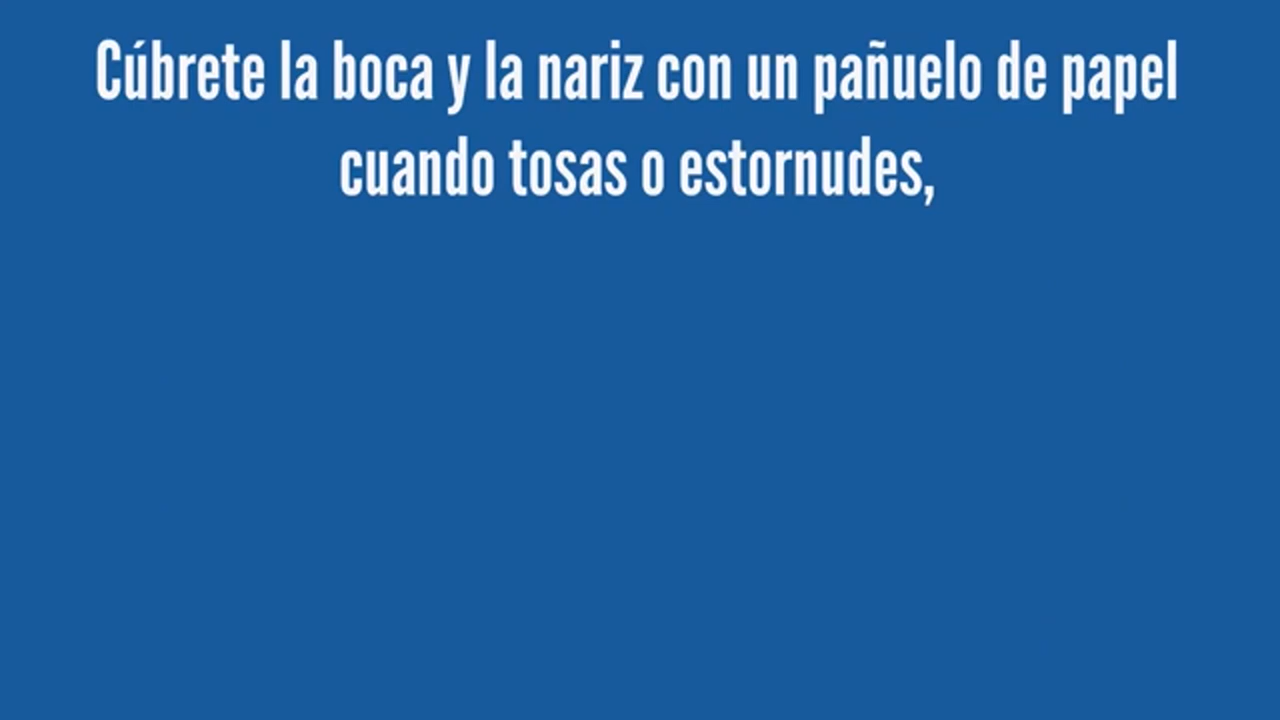 Cúbrete la boca y la nariz con un pañuelo de papel
cuando tosas o estornudes,